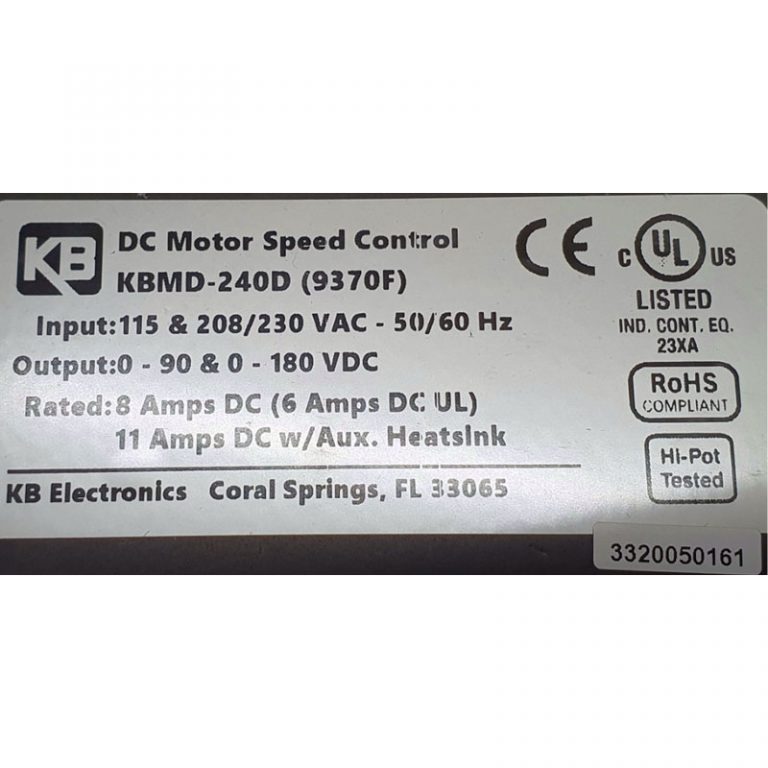 KB
DC Motor Speed Control
KBMD-240D (9370F)
Input:115 & 208/230 VAC - 50/60 Hz
Output:0 - 90 & 0 - 180 VDC
Rated:8 Amps DC (6 Amps DC UL)
11 Amps DC w/Aux. Heatsink
KB Electronics Coral Springs, FL 33065
CE
C UL US
LISTED
IND. CONT. EQ.
23XA
RoHS
COMPLIANT
Hi-Pot
Tested
3320050161